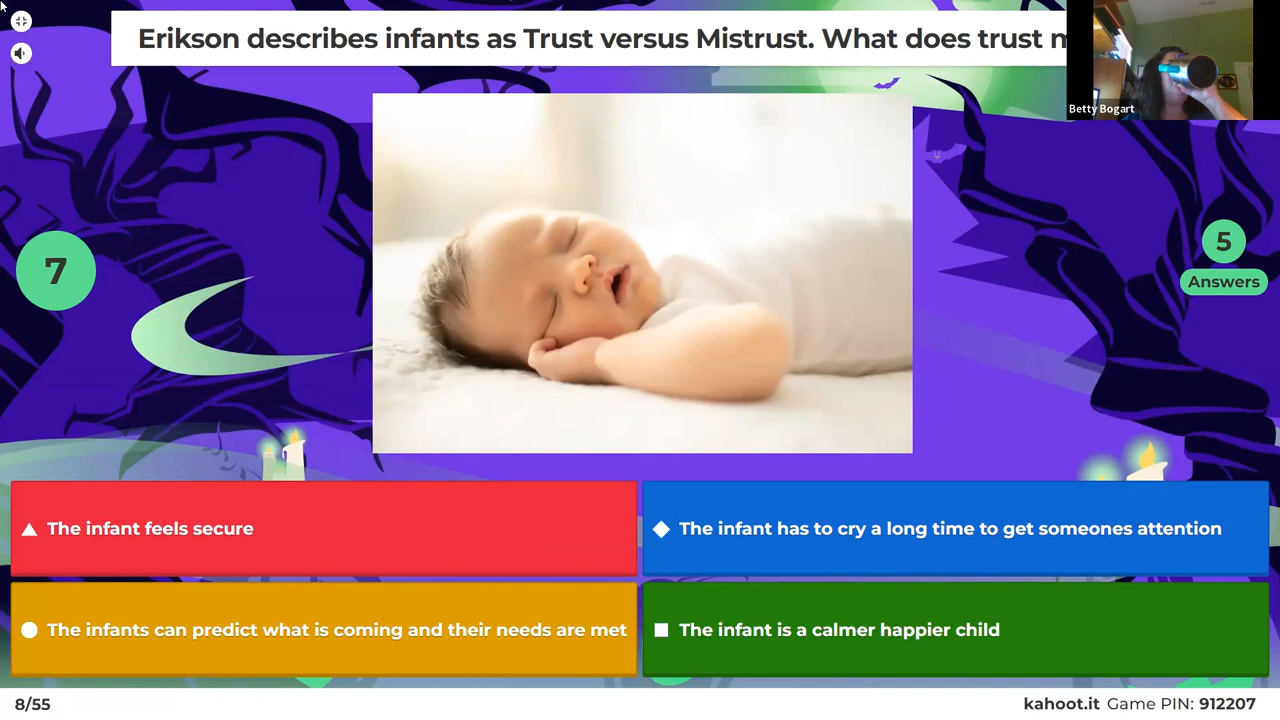 Erikson describes infants as Trust versus Mistrust. What does trust
Betty Bogart
7
5
Answers
The infant feels secure
The infant has to cry a long time to get someones attention
The infants can predict what is coming and their needs are met
The infant is a calmer happier child
8/55
kahoot.it Game PIN: 912207